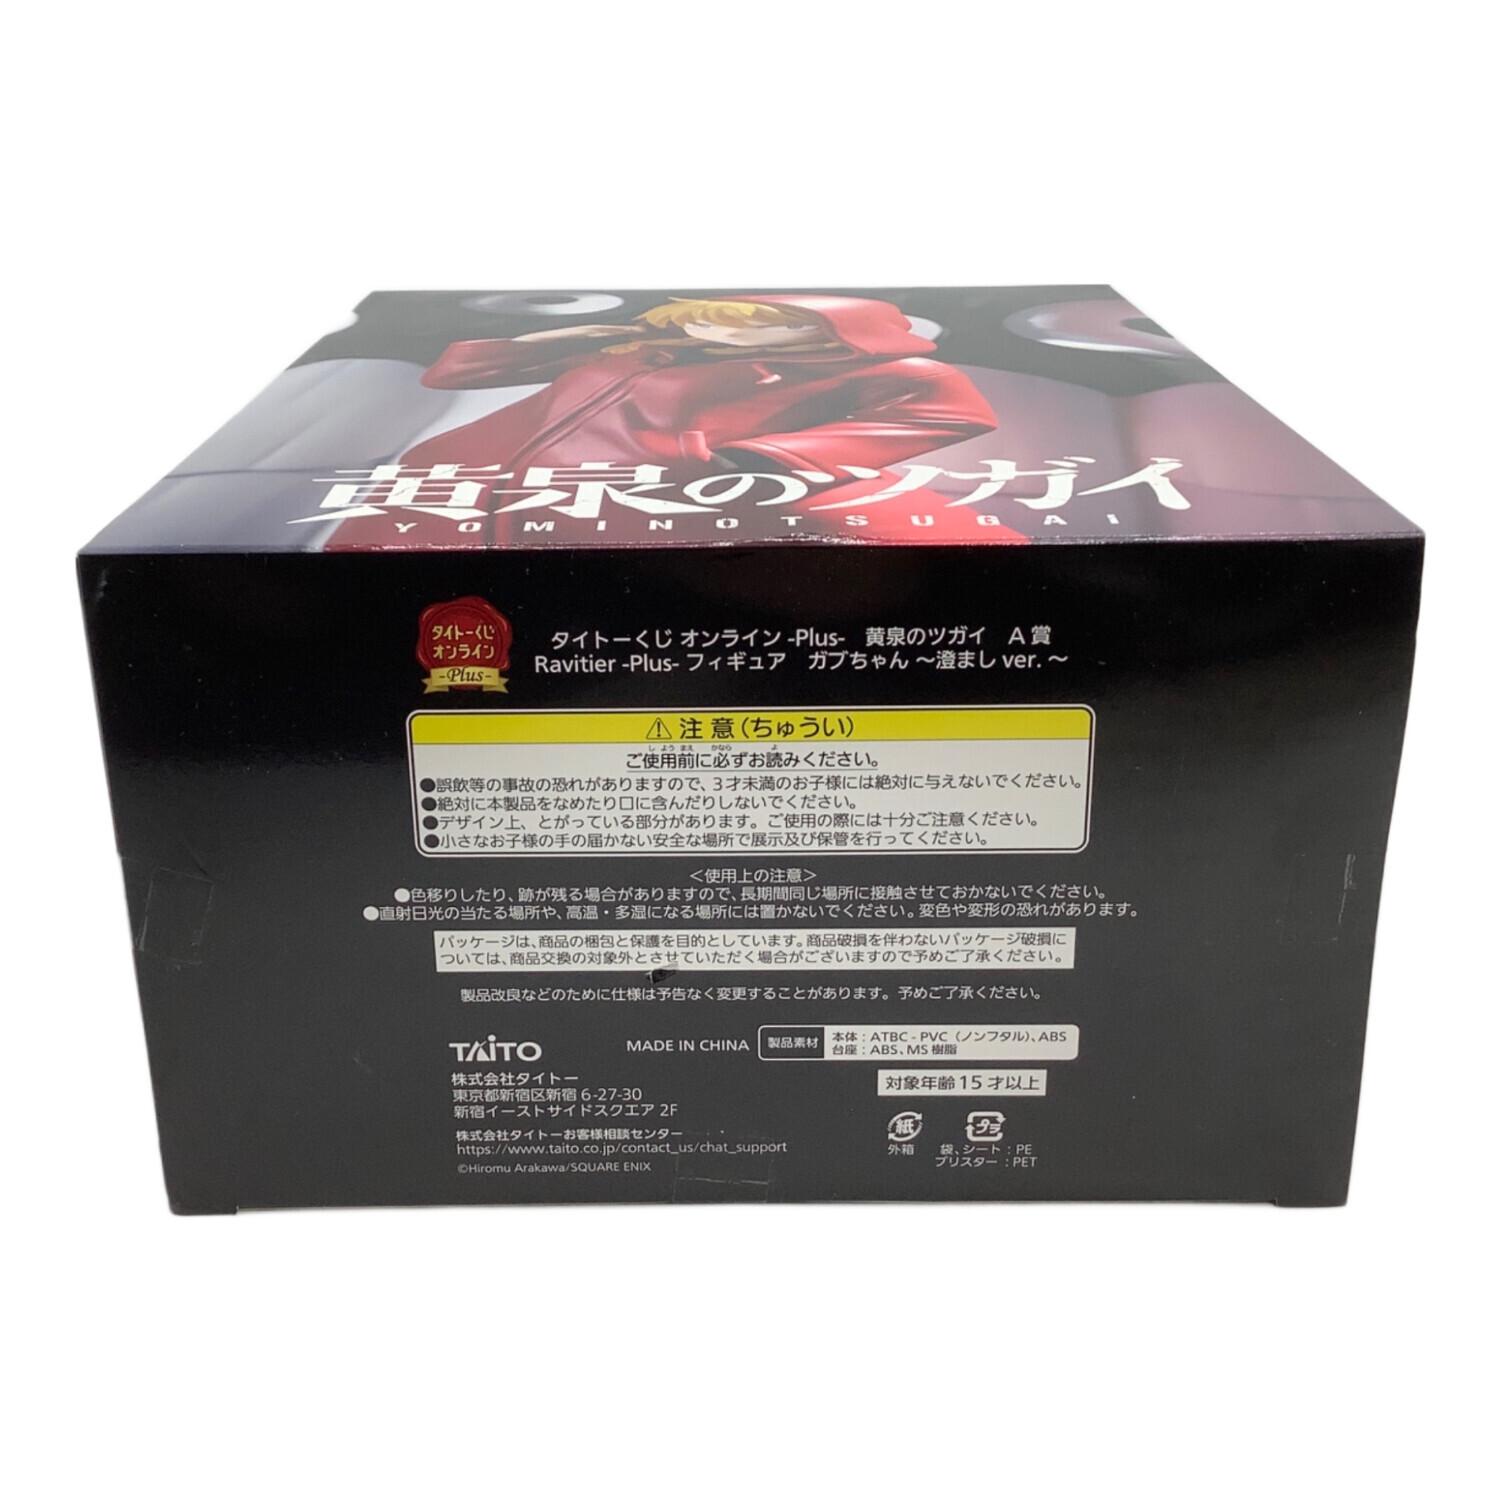 黄泉のツガイ
YOMINOTSUGAI
タイトーくじ
オンライン
-Plus-
タイトーくじ オンライン -Plus- 黄泉のツガイ A賞
Ravitier -Plus- フィギュア ガブちゃん ～澄まし ver. ～
⚠ 注意(ちゅうい)
ご使用前に必ずお読みください。
●誤飲等の事故の恐れがありますので、3才未満のお子様には絶対に与えないでください。
●絶対に本製品をなめたり口に含んだりしないでください。
●デザイン上、とがっている部分があります。ご使用の際には十分ご注意ください。
●小さなお子様の手の届かない安全な場所で展示及び保管を行ってください。
＜使用上の注意＞
●色移りしたり、跡が残る場合がありますので、長期間同じ場所に接触させておかないでください。
●直射日光の当たる場所や、高温・多湿になる場所には置かないでください。変色や変形の恐れがあります。
パッケージは、商品の梱包と保護を目的としています。商品破損を伴わないパッケージ破損に
ついては、商品交換の対象外とさせていただく場合がございますので予めご了承ください。
製品改良などのために仕様は予告なく変更することがあります。予めご了承ください。
TAITO
MADE IN CHINA
製品素材
本体：ATBC-PVC（ノンフタル）、ABS
台座：ABS、MS樹脂
株式会社タイトー
東京都新宿区新宿 6-27-30
新宿イーストサイドスクエア 2F
対象年齢15才以上
株式会社タイトーお客様相談センター
https://www.taito.co.jp/contact_us/chat_support
©Hiromu Arakawa/SQUARE ENIX
紙
外箱
プラ
袋、シート：PE
ブリスター：PET